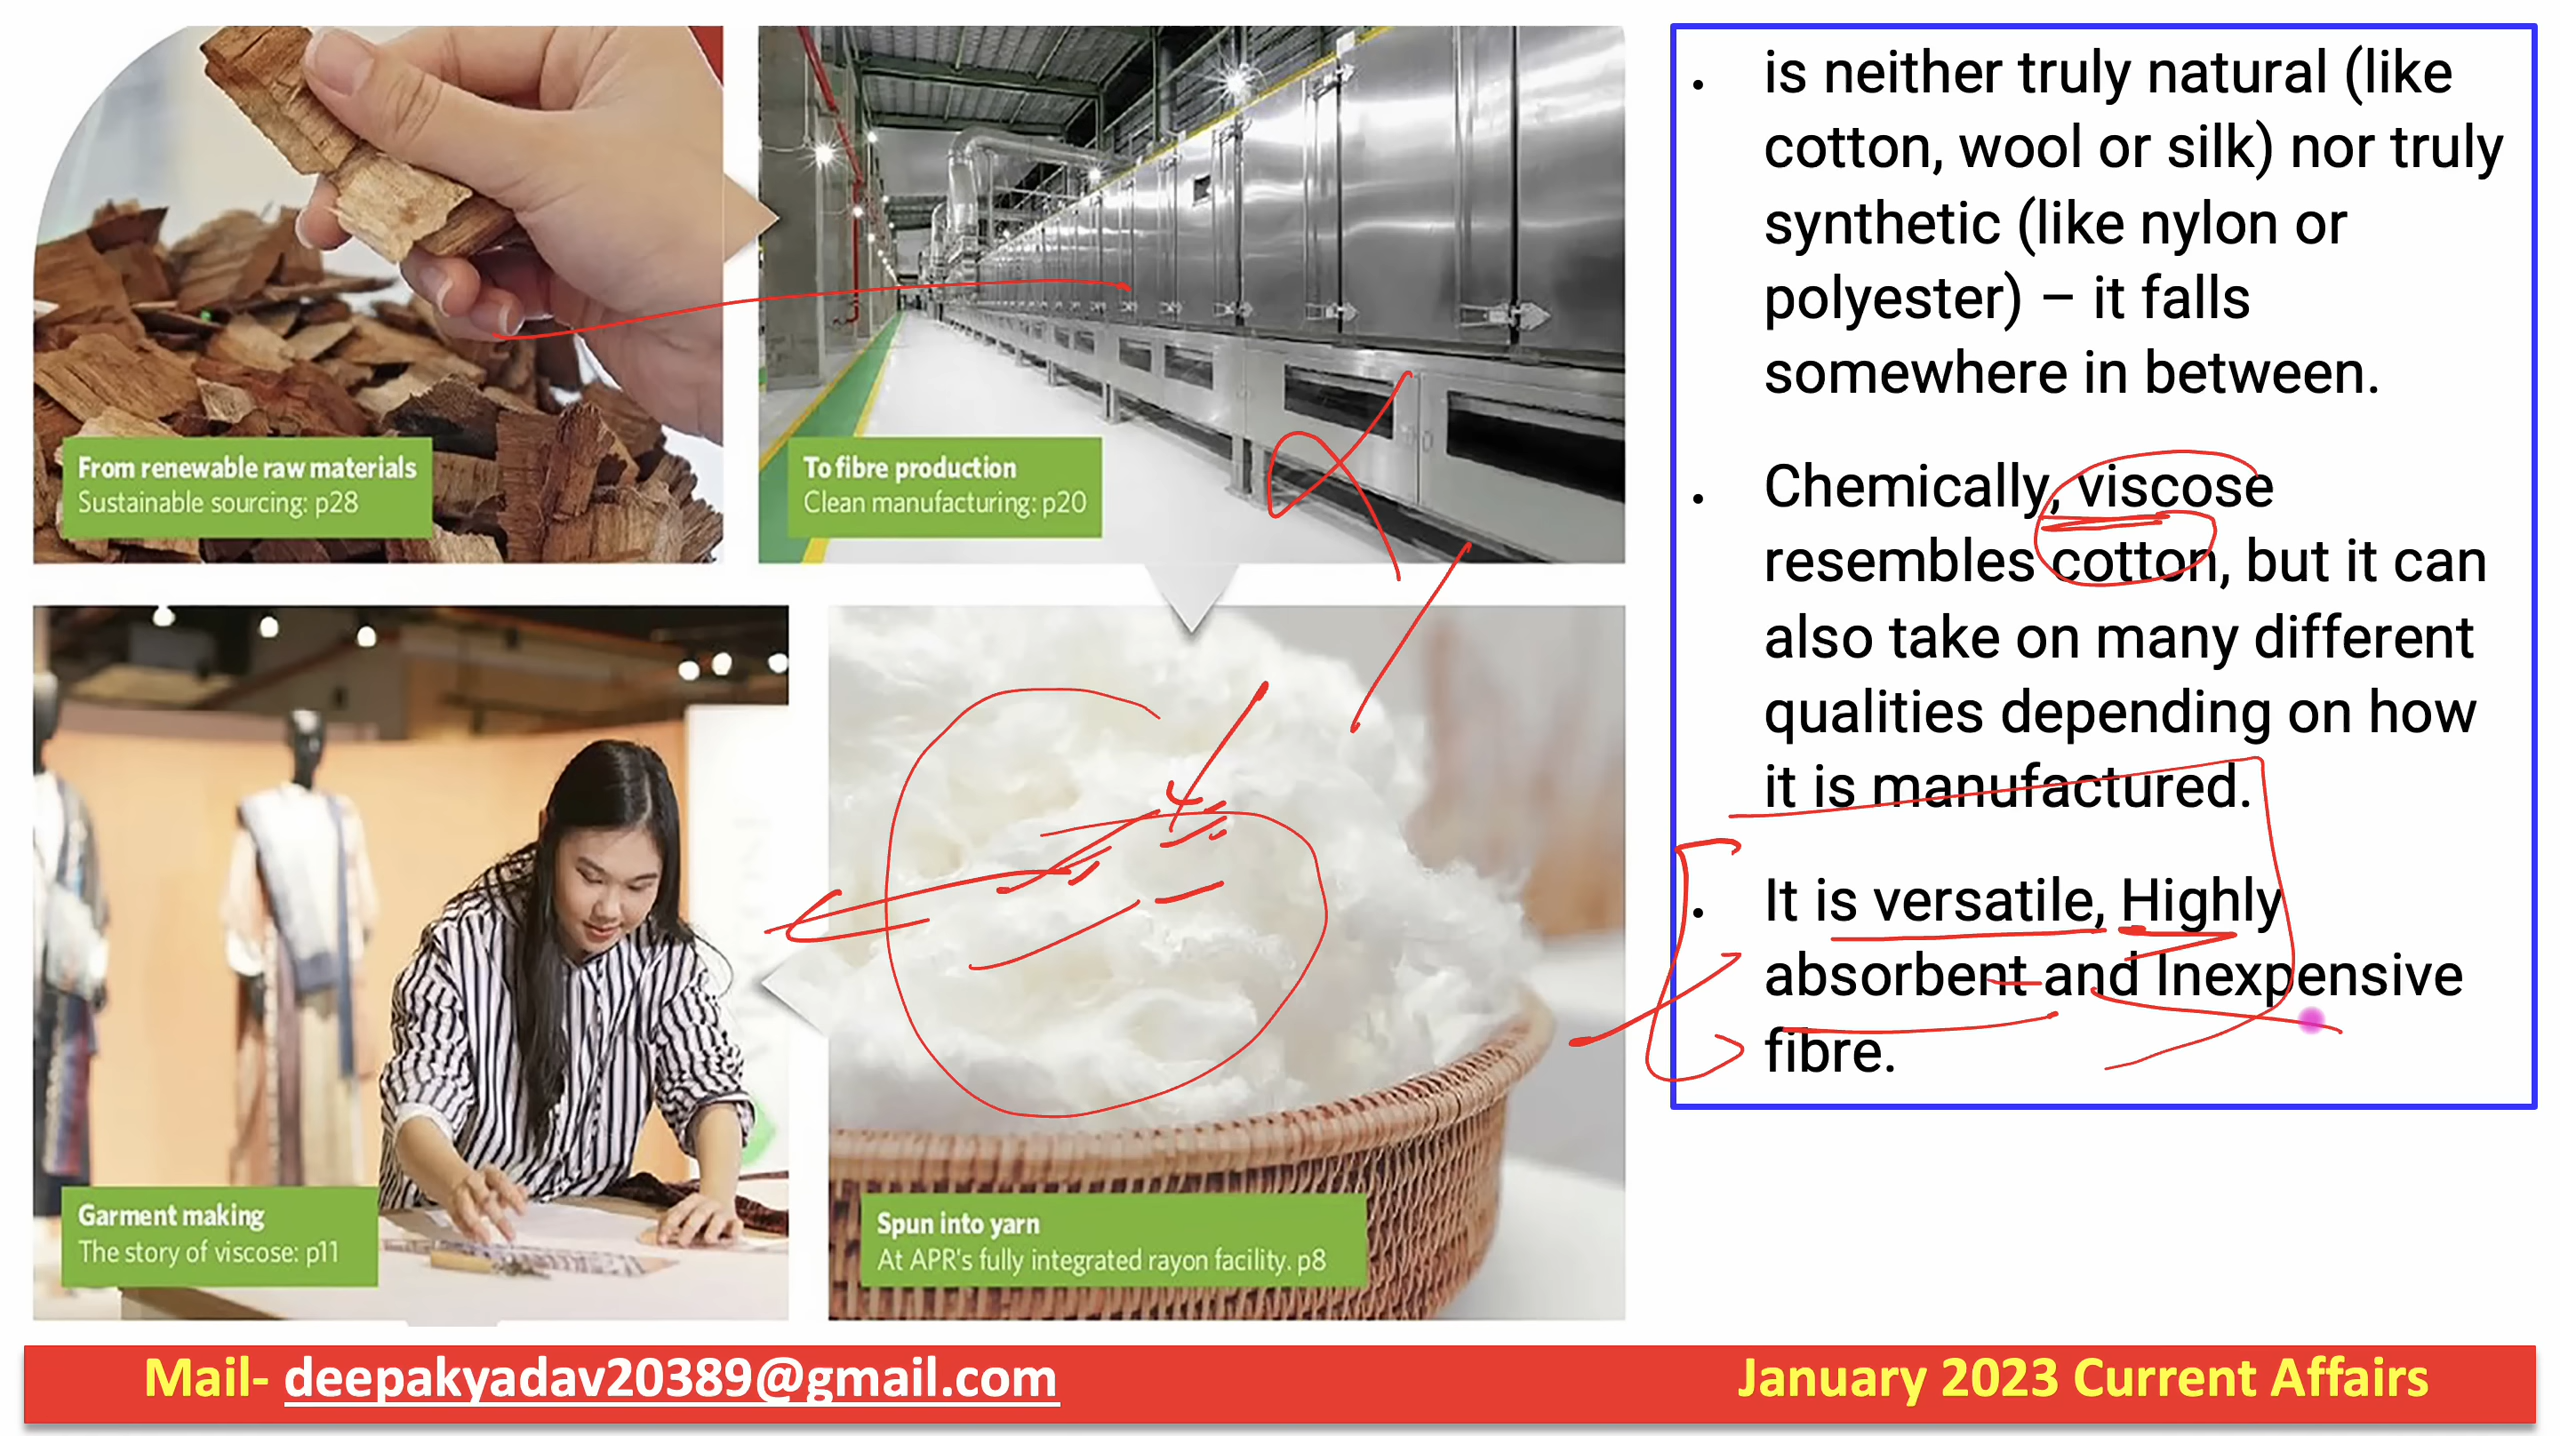 From renewable raw materials
Sustainable sourcing: p28
To fibre production
Clean manufacturing: p20
Garment making
The story of viscose: p11
Spun into yarn
At APR's fully integrated rayon facility. p8
. is neither truly natural (like
cotton, wool or silk) nor truly
synthetic (like nylon or
polyester) – it falls
somewhere in between.
. Chemically, viscose
resembles cotton, but it can
also take on many different
qualities depending on how
it is manufactured.
. It is versatile, Highly
absorbent and Inexpensive
fibre.
Mail- deepakyadav20389@gmail.com
January 2023 Current Affairs